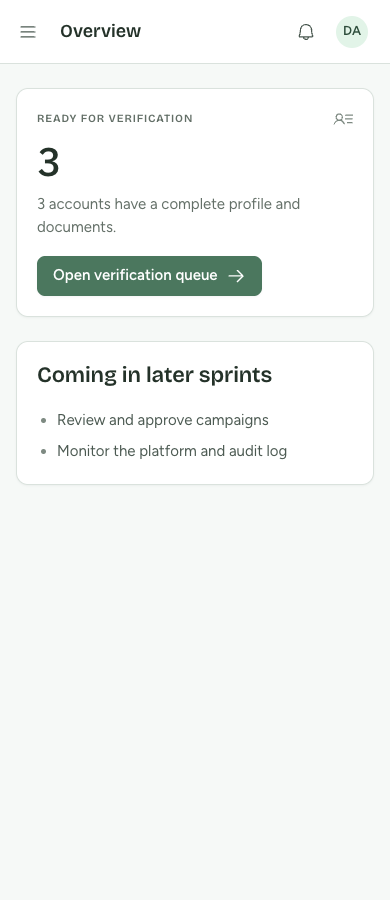 Overview
DA
READY FOR VERIFICATION
3
3 accounts have a complete profile and
documents.
Open verification queue
Coming in later sprints
Review and approve campaigns
Monitor the platform and audit log